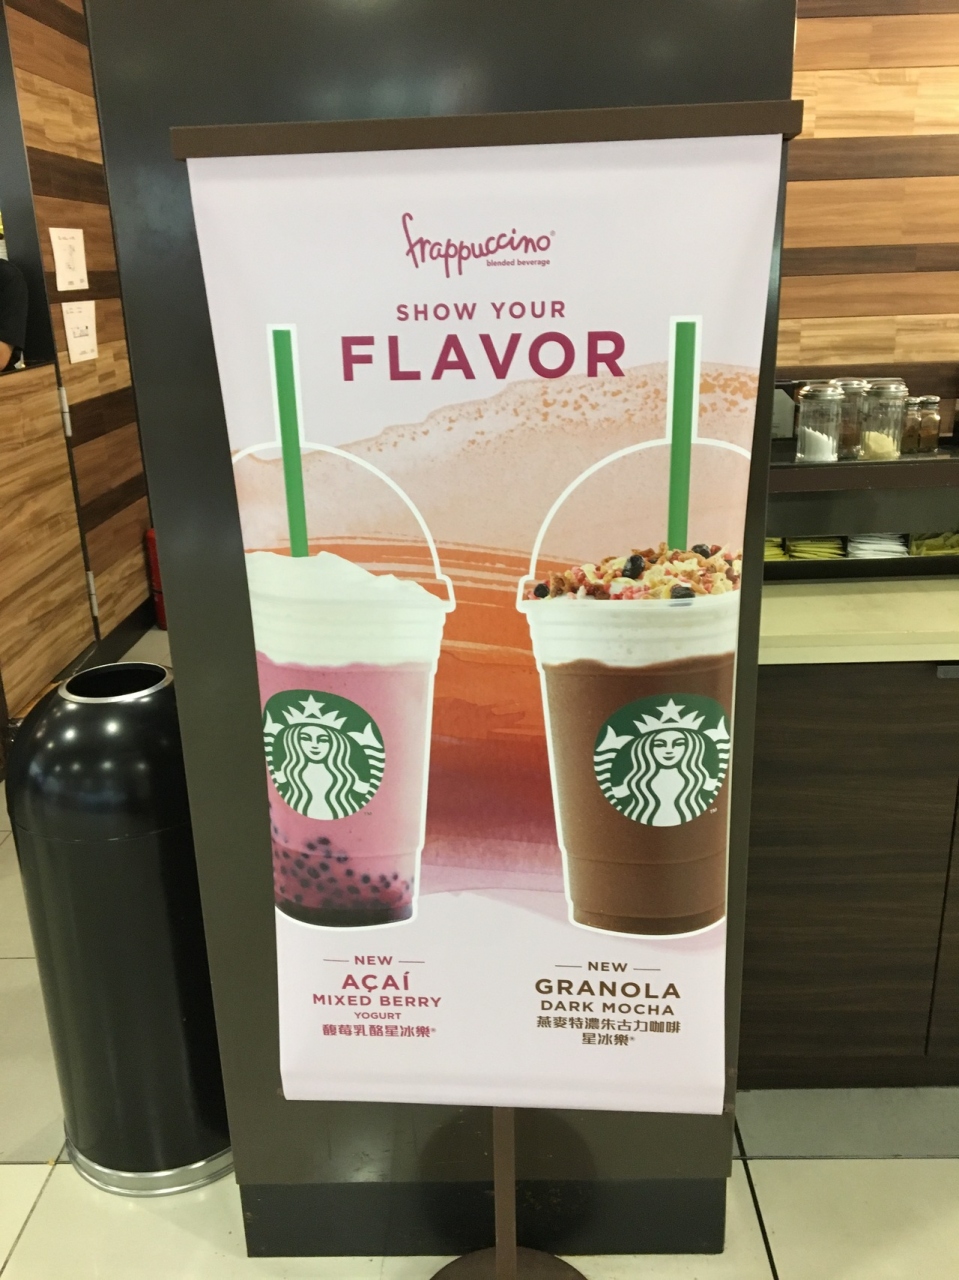 frappuccino®
blended beverage
SHOW YOUR
FLAVOR
NEW
AÇAÍ
MIXED BERRY
YOGURT
馥莓乳酪星冰樂®
NEW
GRANOLA
DARK MOCHA
燕麥特濃朱古力咖啡
星冰樂®